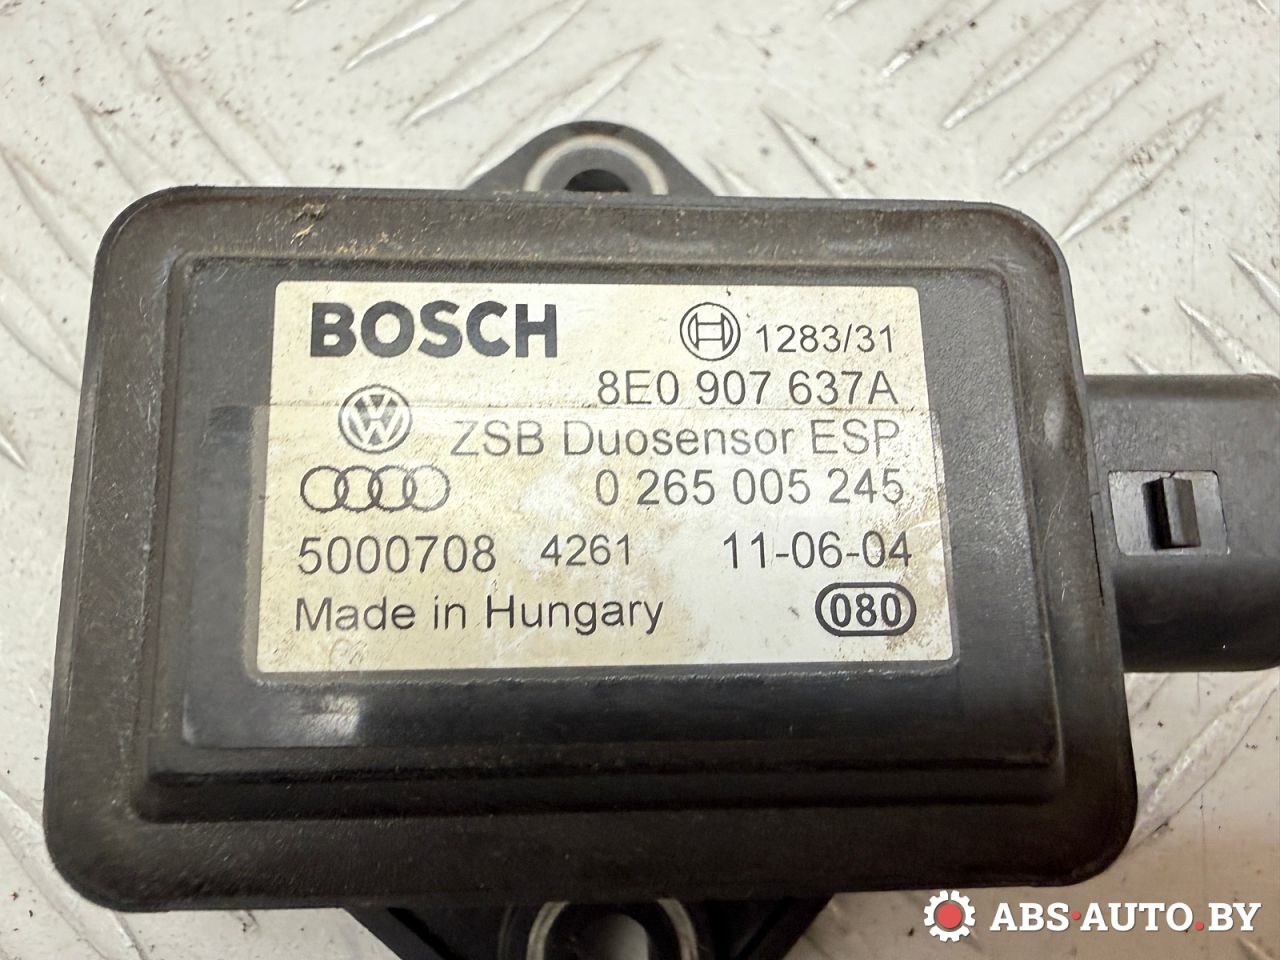 BOSCH
1283/31
8E0 907 637A
ZSB Duosensor ESP
0 265 005 245
5000708 4261 11-06-04
Made in Hungary 080
ABS·AUTO.BY